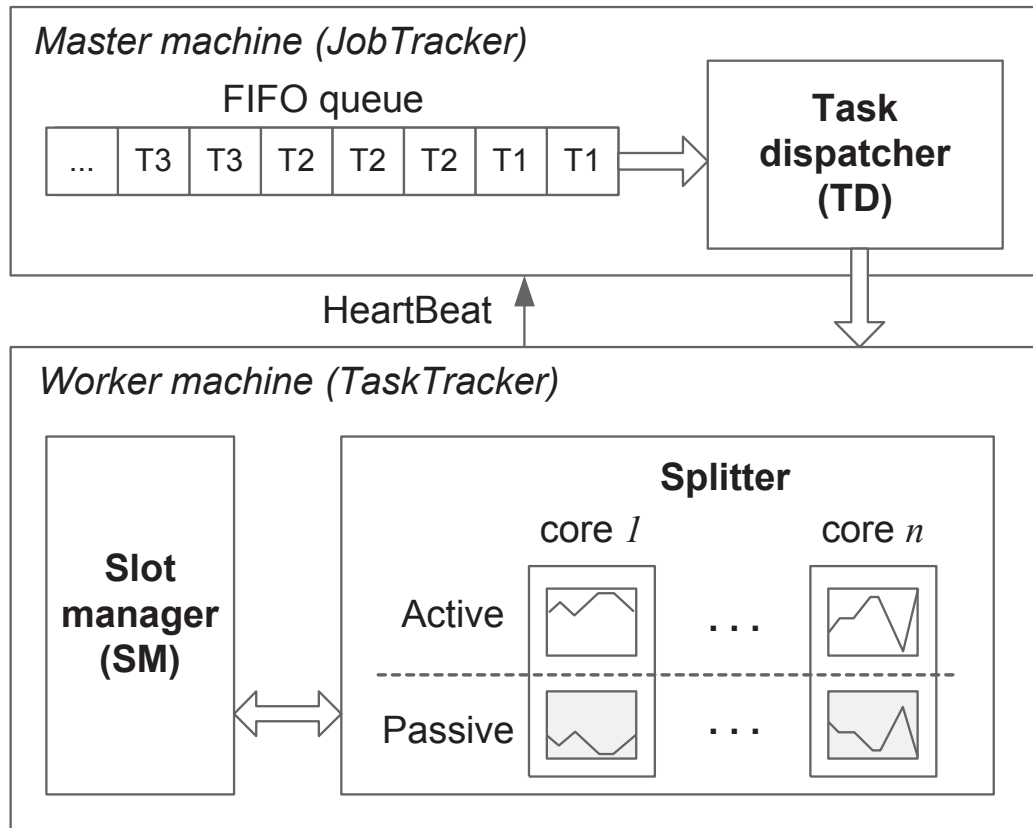 Master machine (JobTracker)
FIFO queue
... T3 T3 T2 T2 T2 T1 T1
Task
dispatcher
(TD)
HeartBeat
Worker machine (TaskTracker)
Slot
manager
(SM)
Splitter
core 1
core n
Active
. . .
Passive
. . .